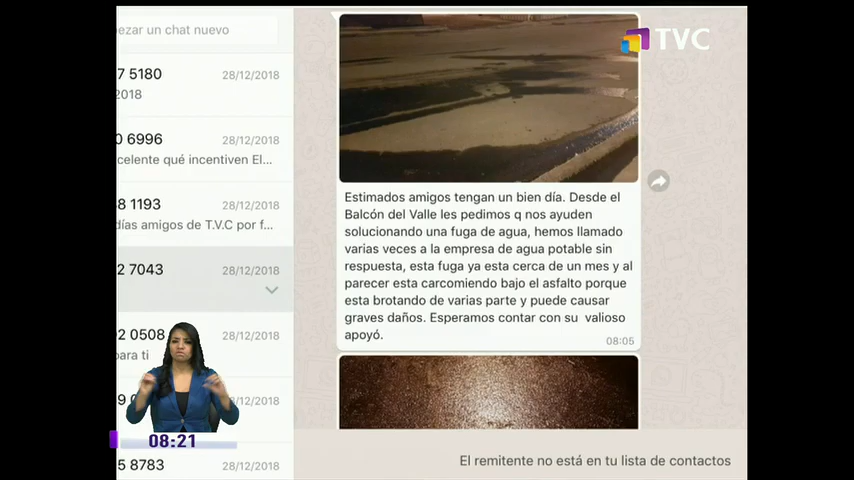 ezar un chat nuevo
7 5180
28/12/2018
2018
0 6996
28/12/2018
celente qué incentiven El...
8 1193
28/12/2018
días amigos de T.V.C por f...
2 7043
28/12/2018
2 0508
28/12/2018
para ti
9 0
8/12/2018
5 8783
28/12/2018
TVC
Estimados amigos tengan un bien día. Desde el
Balcón del Valle les pedimos q nos ayuden
solucionando una fuga de agua, hemos llamado
varias veces a la empresa de agua potable sin
respuesta, esta fuga ya esta cerca de un mes y al
parecer esta carcomiendo bajo el asfalto porque
esta brotando de varias parte y puede causar
graves daños. Esperamos contar con su valioso
apoyó.
08:05
El remitente no está en tu lista de contactos
08:21